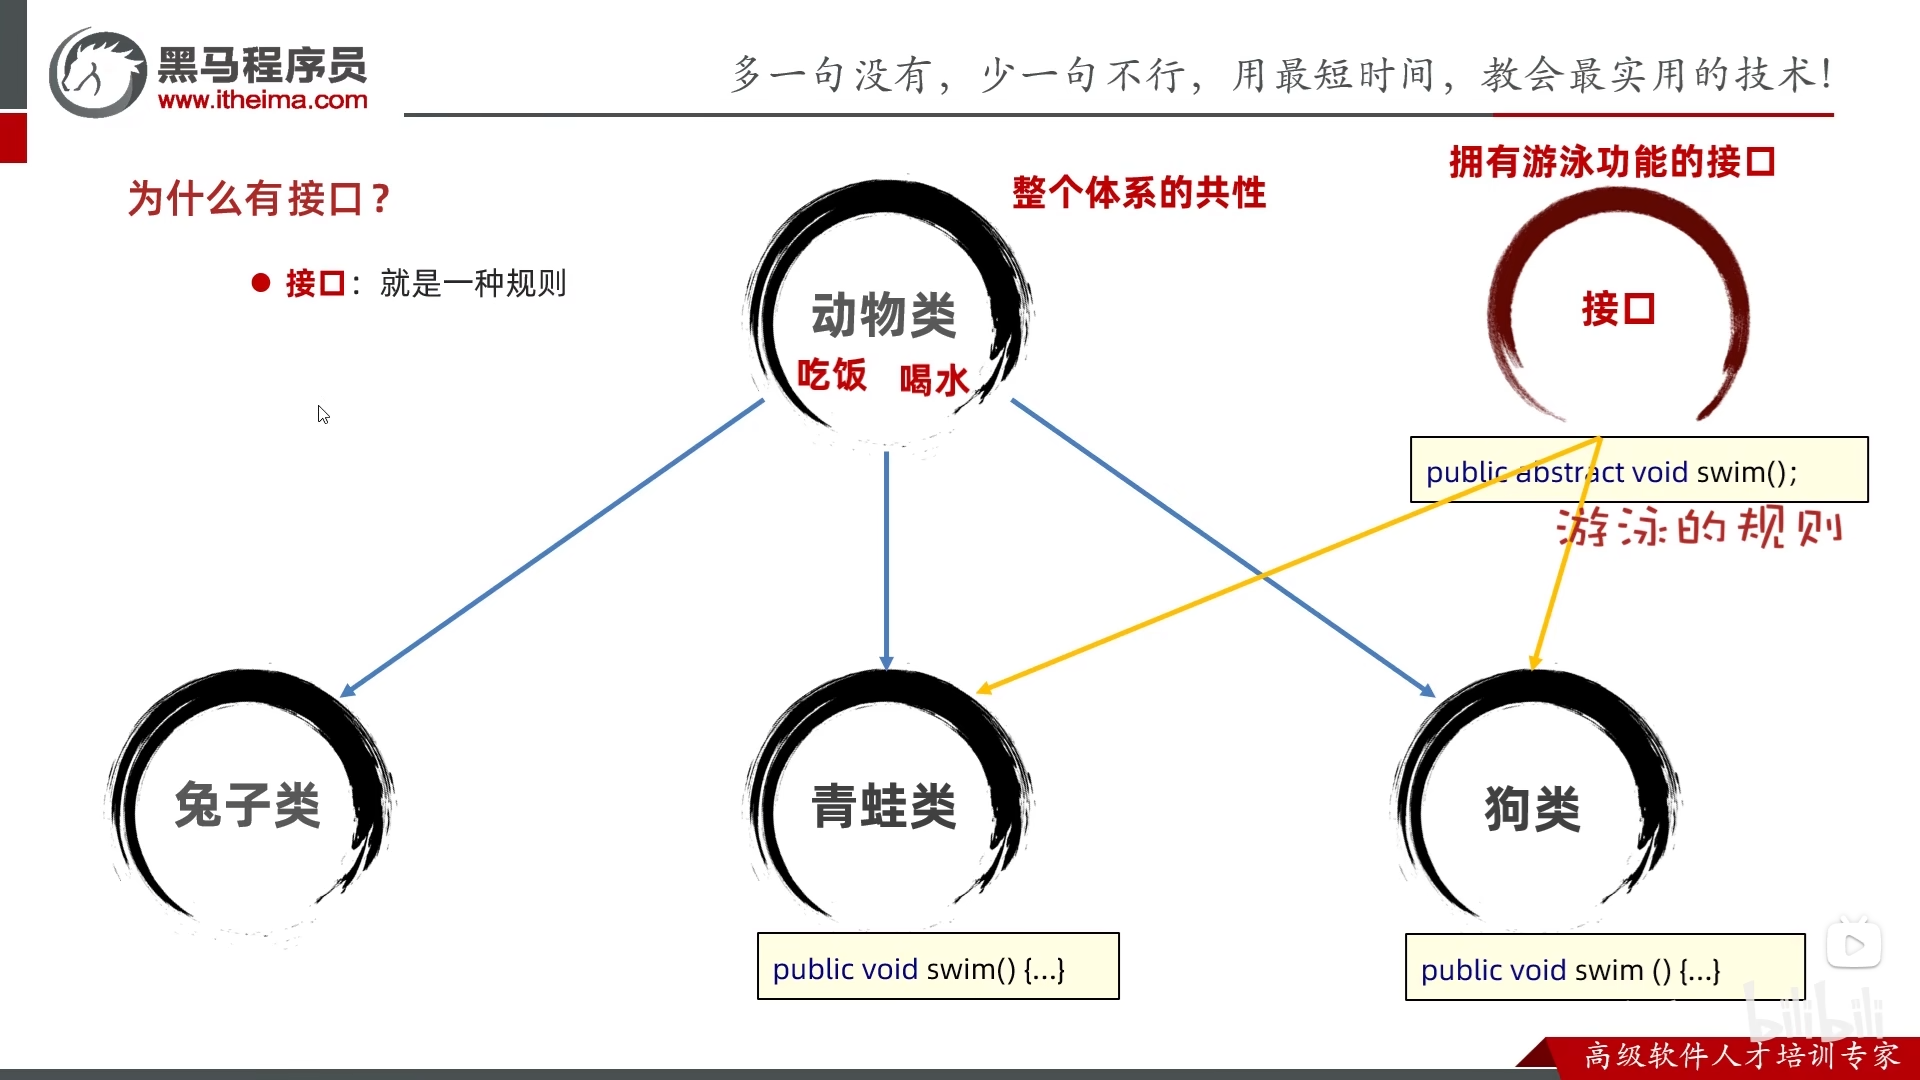 黑马程序员
www.itheima.com
多一句没有，少一句不行，用最短时间，教会最实用的技术！
为什么有接口？
接口：就是一种规则
整个体系的共性
动物类
吃饭 喝水
拥有游泳功能的接口
接口
public abstract void swim();
游泳的规则
兔子类
青蛙类
狗类
public void swim() {...}
public void swim () {...}
bilibili
高级软件人才培训专家